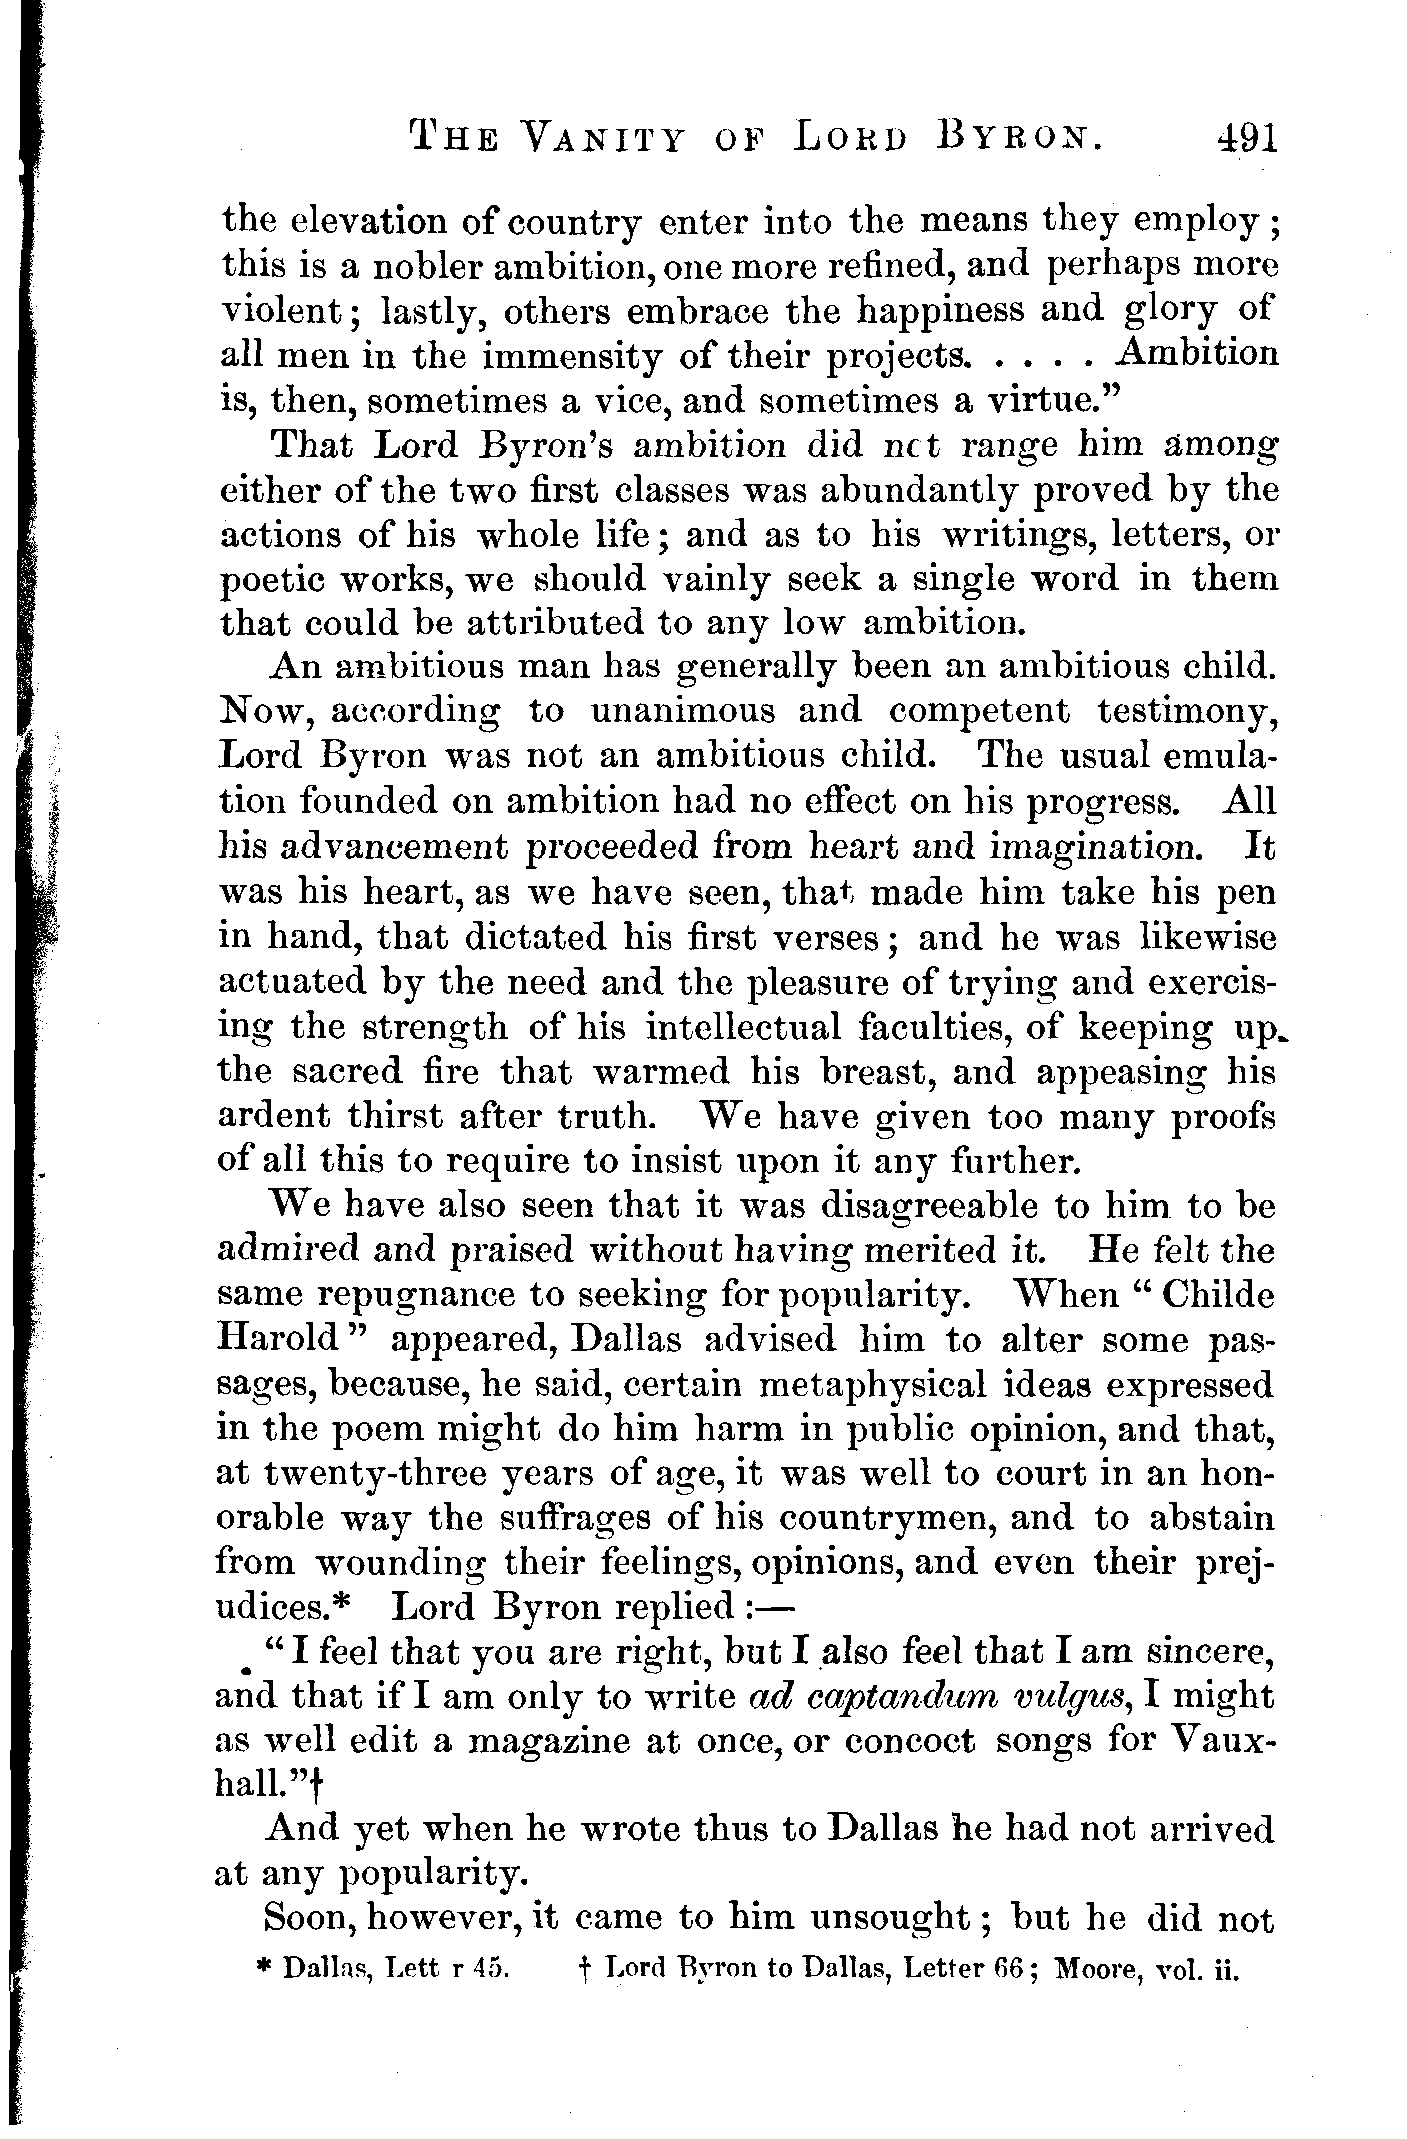 THE VANITY OF LORD BYRON. 491
the elevation of country enter into the means they employ;
this is a nobler ambition, one more refined, and perhaps more
violent; lastly, others embrace the happiness and glory of
all men in the immensity of their projects. . . . . Ambition
is, then, sometimes a vice, and sometimes a virtue."
That Lord Byron's ambition did nct range him among
either of the two first classes was abundantly proved by the
actions of his whole life; and as to his writings, letters, or
poetic works, we should vainly seek a single word in them
that could be attributed to any low ambition.
An ambitious man has generally been an ambitious child.
Now, according to unanimous and competent testimony,
Lord Byron was not an ambitious child. The usual emula-
tion founded on ambition had no effect on his progress. All
his advancement proceeded from heart and imagination. It
was his heart, as we have seen, that made him take his pen
in hand, that dictated his first verses; and he was likewise
actuated by the need and the pleasure of trying and exercis-
ing the strength of his intellectual faculties, of keeping up
the sacred fire that warmed his breast, and appeasing his
ardent thirst after truth. We have given too many proofs
of all this to require to insist upon it any further.
We have also seen that it was disagreeable to him to be
admired and praised without having merited it. He felt the
same repugnance to seeking for popularity. When "Childe
Harold" appeared, Dallas advised him to alter some pas-
sages, because, he said, certain metaphysical ideas expressed
in the poem might do him harm in public opinion, and that,
at twenty-three years of age, it was well to court in an hon-
orable way the suffrages of his countrymen, and to abstain
from wounding their feelings, opinions, and even their prej-
udices.* Lord Byron replied:—
"I feel that you are right, but I also feel that I am sincere,
and that if I am only to write ad captandum vulgus, I might
as well edit a magazine at once, or concoct songs for Vaux-
hall."†
And yet when he wrote thus to Dallas he had not arrived
at any popularity.
Soon, however, it came to him unsought; but he did not
* Dallas, Lett r 45. † Lord Byron to Dallas, Letter 66; Moore, vol. ii.